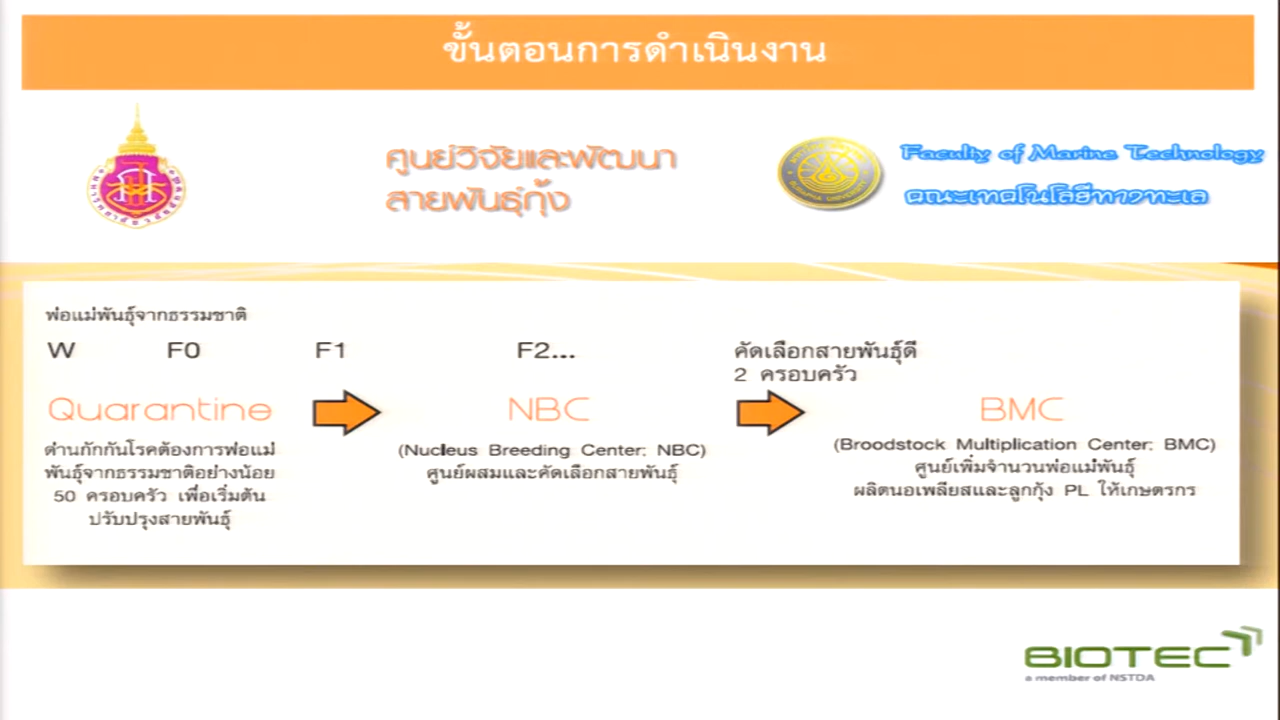 ขั้นตอนการดำเนินงาน
ศูนย์วิจัยและพัฒนา
สายพันธุ์กุ้ง
Faculty of Marine Technology
คณะเทคโนโลยีทางทะเล
พ่อแม่พันธุ์จากธรรมชาติ
W F0 F1 F2...
คัดเลือกสายพันธุ์ดี
2 ครอบครัว
Quarantine
ด่านกักกันโรคต้องการพ่อแม่
พันธุ์จากธรรมชาติอย่างน้อย
50 ครอบครัว เพื่อเริ่มต้น
ปรับปรุงสายพันธุ์
NBC
(Nucleus Breeding Center: NBC)
ศูนย์ผสมและคัดเลือกสายพันธุ์
BMC
(Broodstock Multiplication Center: BMC)
ศูนย์เพิ่มจำนวนพ่อแม่พันธุ์
ผลิตนอเพลียสและลูกกุ้ง PL ให้เกษตรกร
BIOTEC
a member of NSTDA